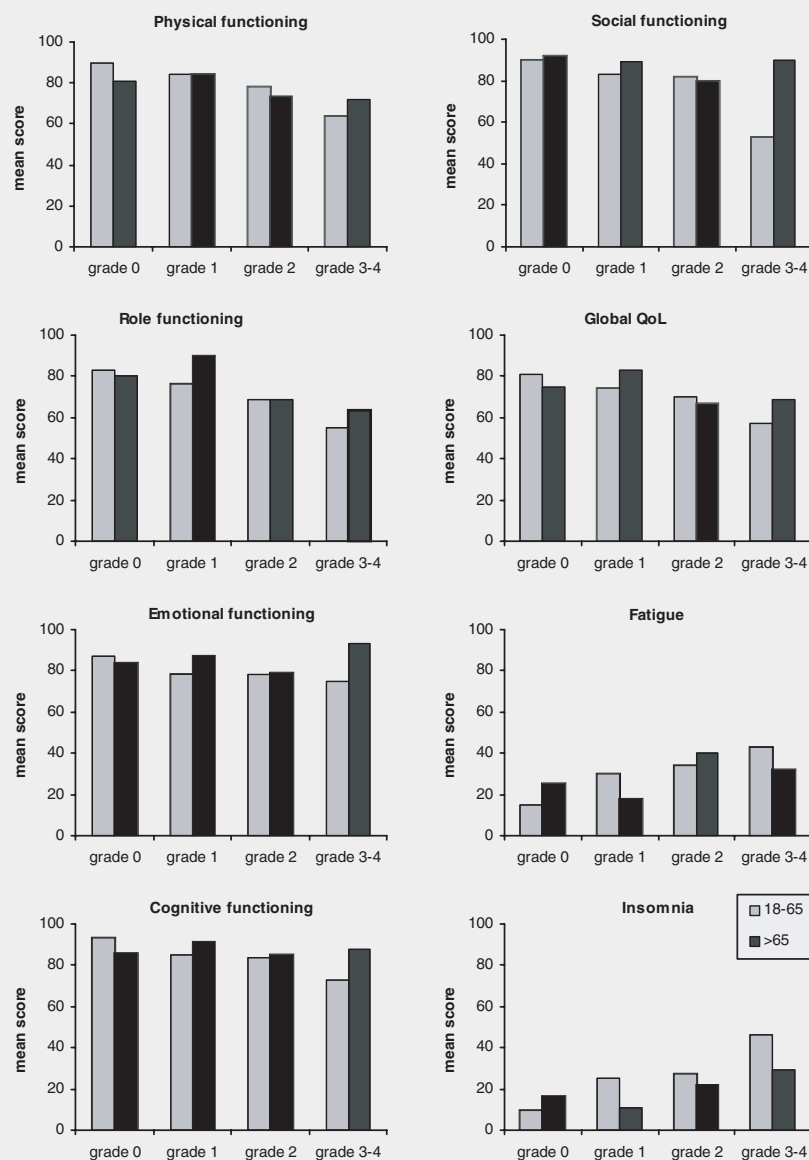 Physical functioning
mean score
100
80
60
40
20
0
grade 0 grade 1 grade 2 grade 3-4
Social functioning
mean score
100
80
60
40
20
0
grade 0 grade 1 grade 2 grade 3-4
Role functioning
mean score
100
80
60
40
20
0
grade 0 grade 1 grade 2 grade 3-4
Global QoL
mean score
100
80
60
40
20
0
grade 0 grade 1 grade 2 grade 3-4
Emotional functioning
mean score
100
80
60
40
20
0
grade 0 grade 1 grade 2 grade 3-4
Fatigue
mean score
100
80
60
40
20
0
grade 0 grade 1 grade 2 grade 3-4
Cognitive functioning
mean score
100
80
60
40
20
0
grade 0 grade 1 grade 2 grade 3-4
Insomnia
mean score
100
80
60
40
20
0
grade 0 grade 1 grade 2 grade 3-4
18-65
>65